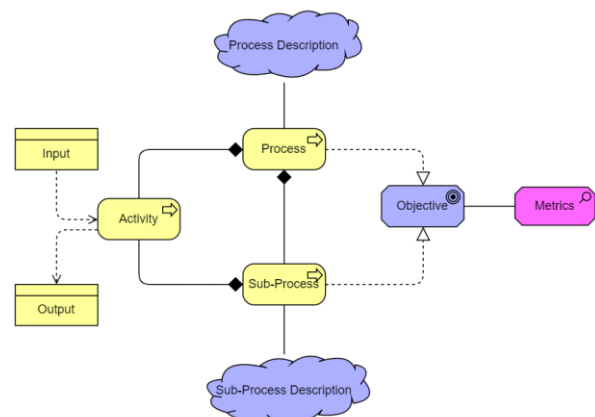 Process Description
Process
Input
Activity
Objective
Metrics
Output
Sub-Process
Sub-Process Description